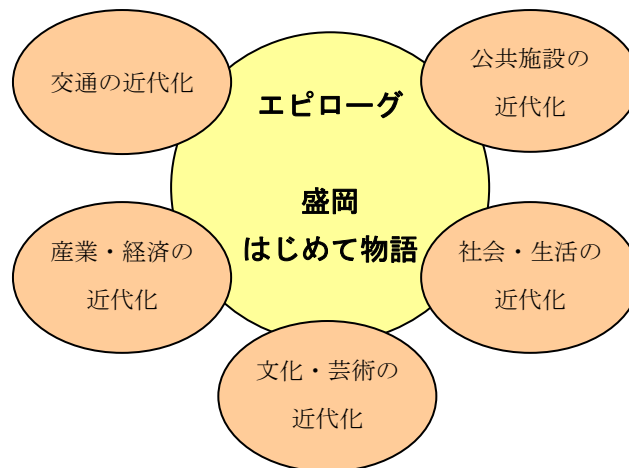 交通の近代化
公共施設の
近代化
エピローグ
盛岡
はじめて物語
産業・経済の
近代化
社会・生活の
近代化
文化・芸術の
近代化